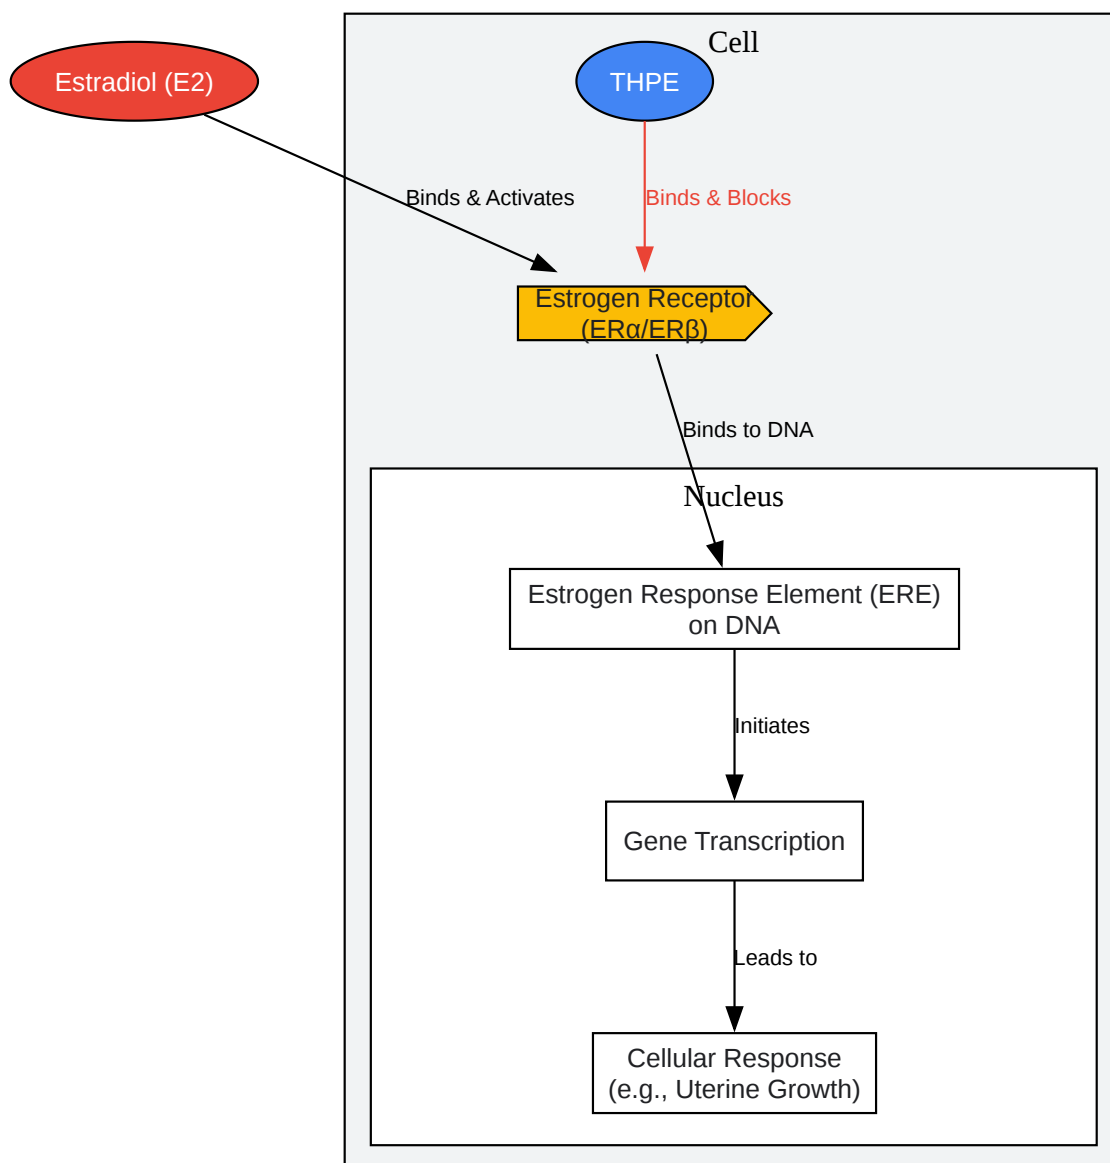 Cell
Estradiol (E2)
THPE
Binds & Activates
Binds & Blocks
Estrogen Receptor
(ERα/ERβ)
Binds to DNA
Nucleus
Estrogen Response Element (ERE)
on DNA
Initiates
Gene Transcription
Leads to
Cellular Response
(e.g., Uterine Growth)